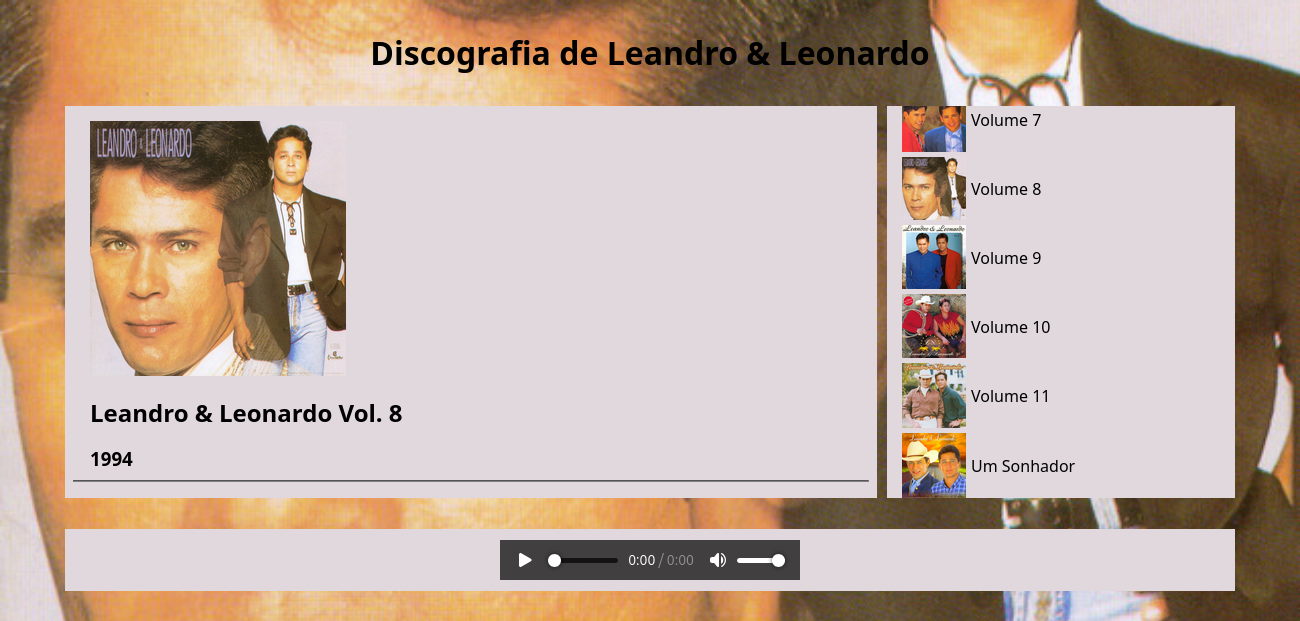 Discografia de Leandro & Leonardo
LEANDRO & LEONARDO
Leandro & Leonardo Vol. 8
1994
Volume 7
Volume 8
Volume 9
Volume 10
Volume 11
Um Sonhador
0:00 / 0:00